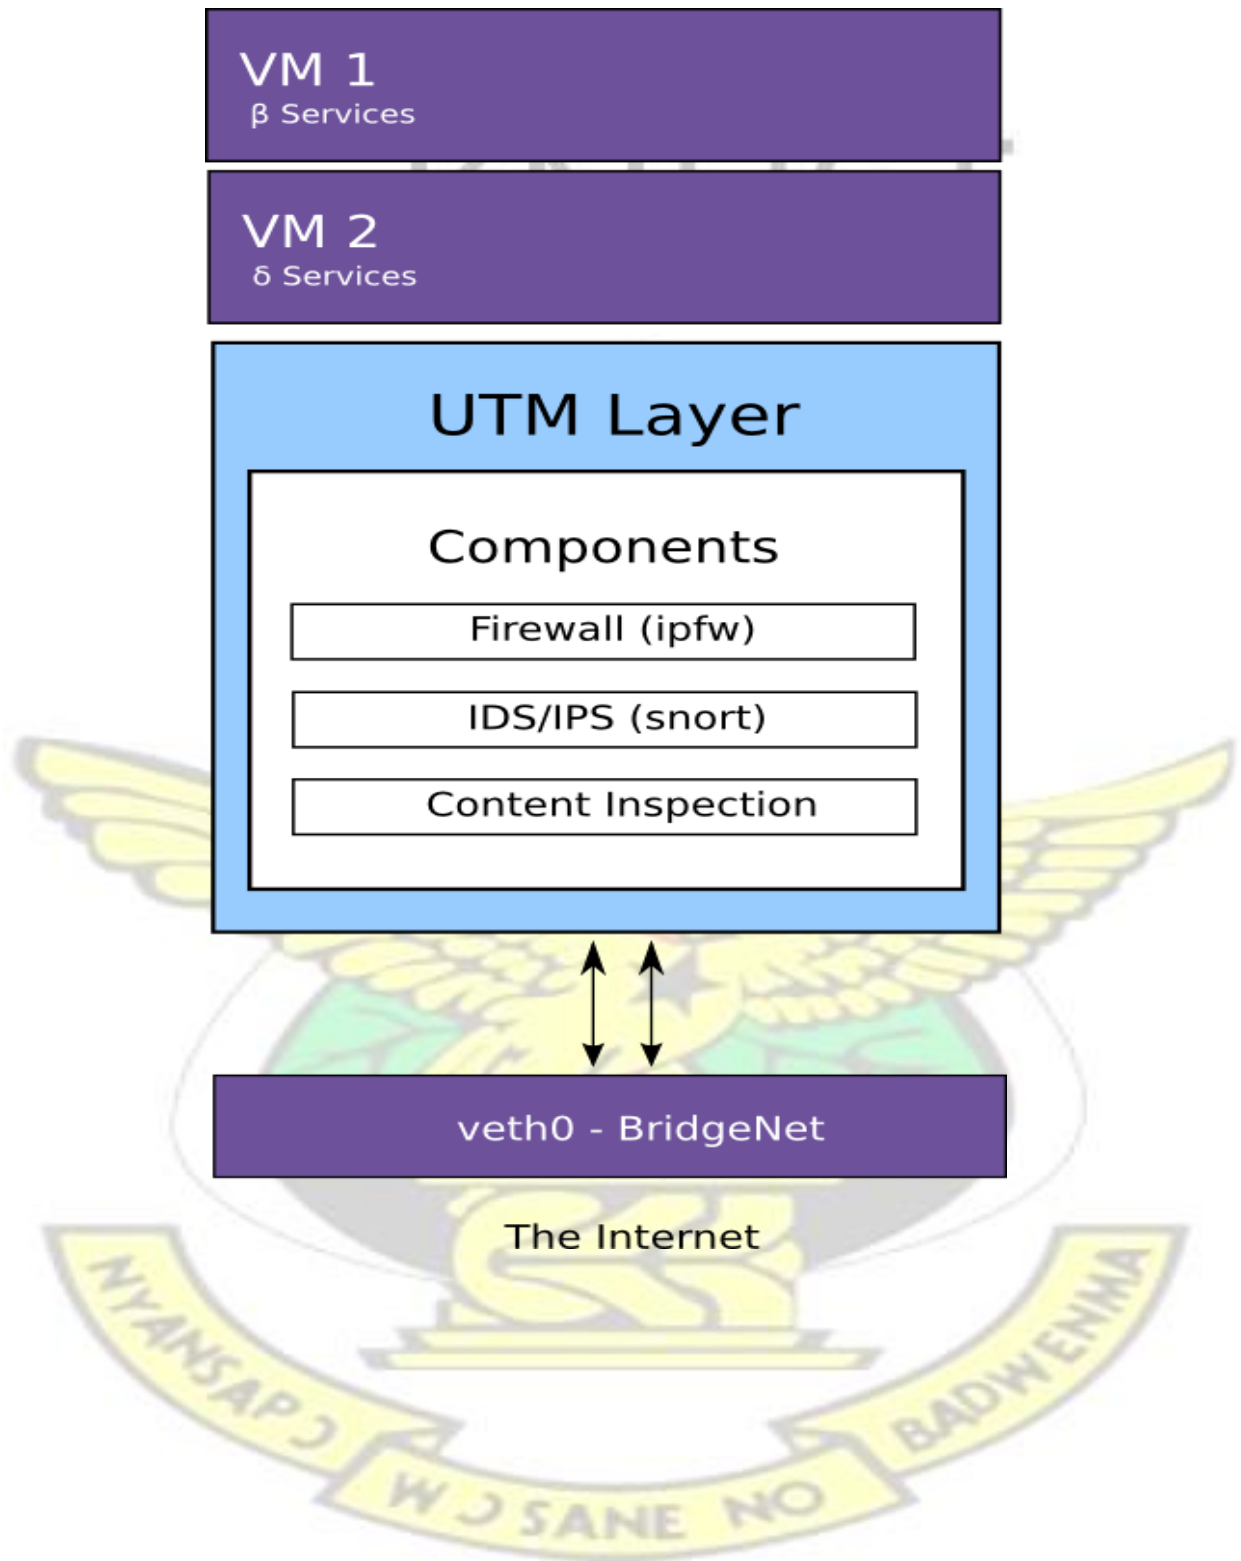 VM 1
β Services
VM 2
δ Services
UTM Layer
Components
Firewall (ipfw)
IDS/IPS (snort)
Content Inspection
veth0 - BridgeNet
The Internet
NYANSAPƆ
WƆSANE NO
BADWENMA